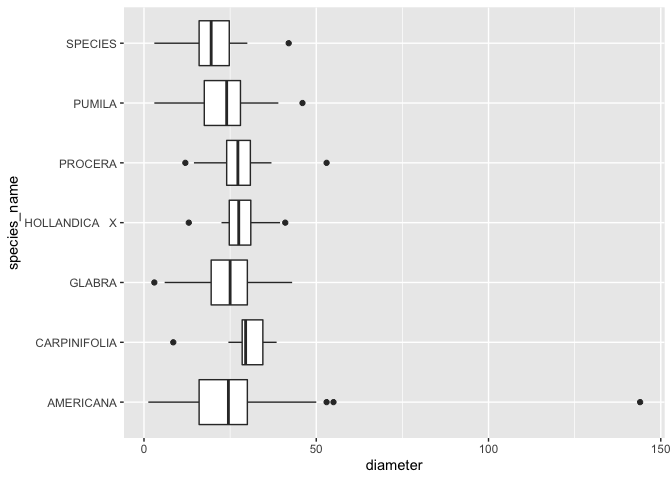 species_name
SPECIES
PUMILA
PROCERA
HOLLANDICA   X
GLABRA
CARPINIFOLIA
AMERICANA
0 50 100 150
diameter